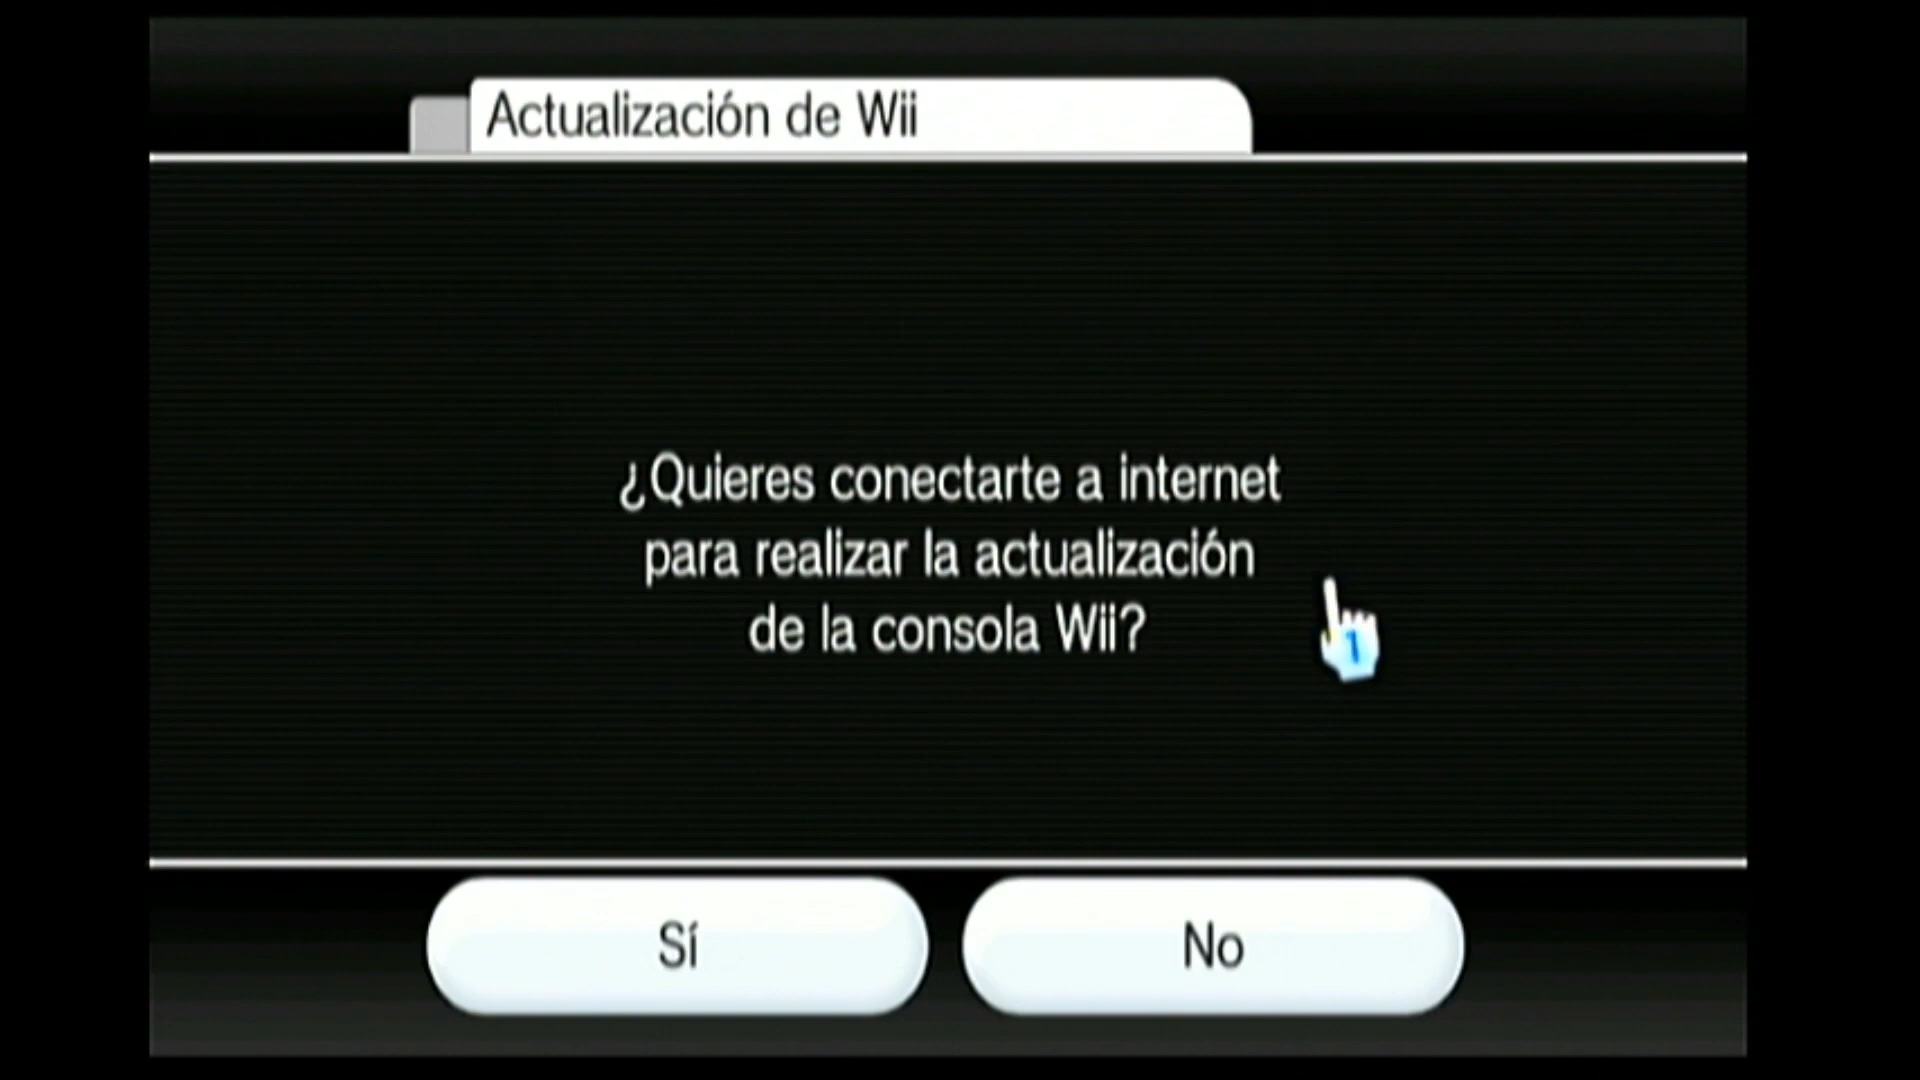 Actualización de Wii
¿Quieres conectarte a internet
para realizar la actualización
de la consola Wii?
1
Sí
No